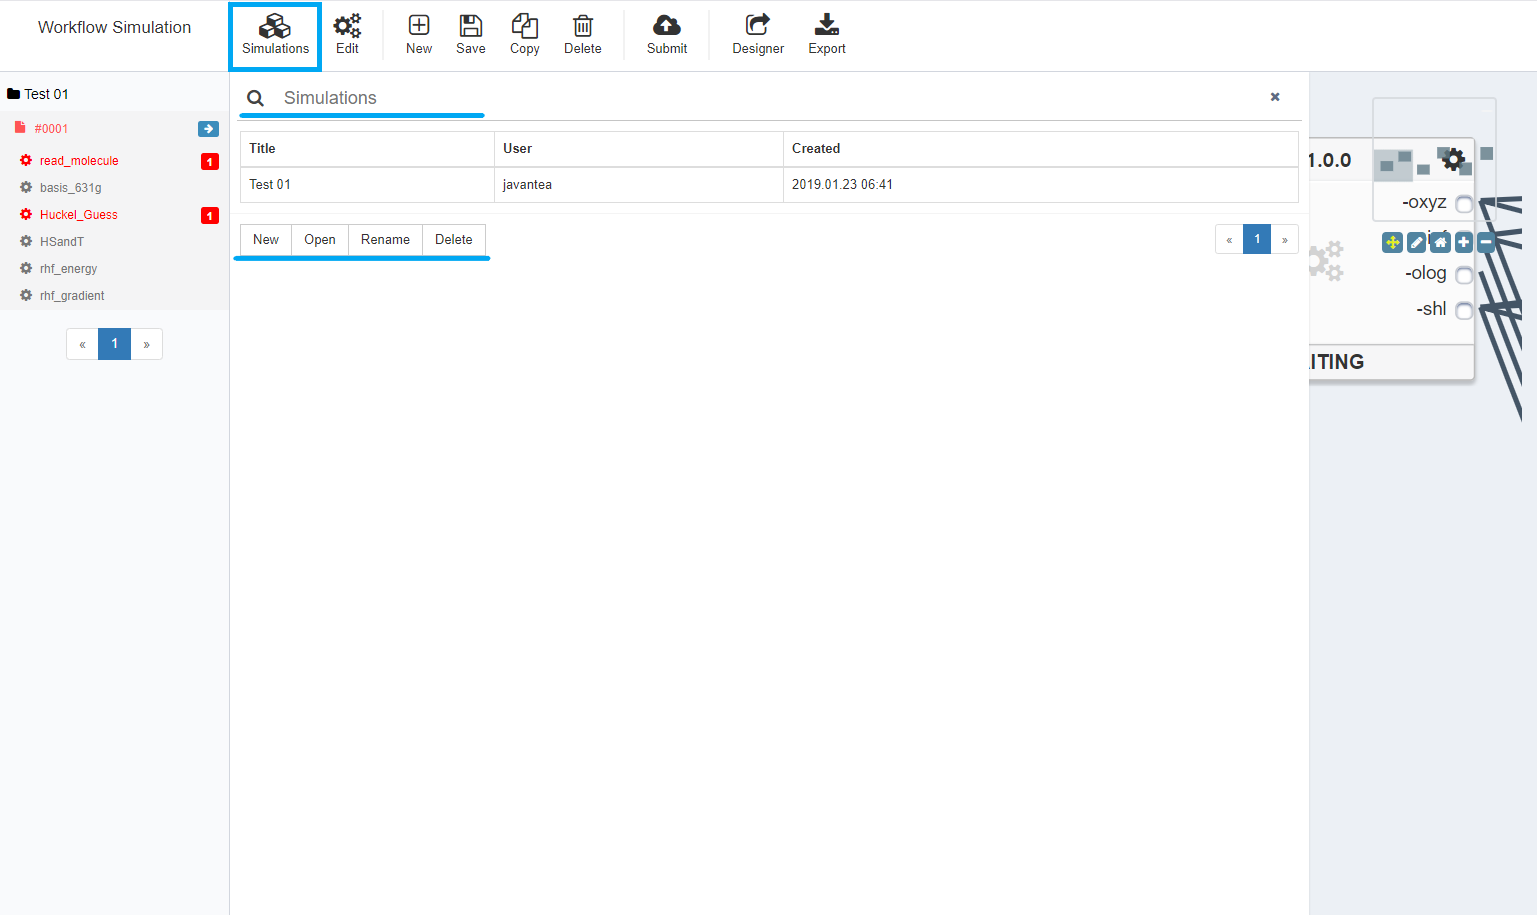 Workflow Simulation
Simulations Edit New Save Copy Delete Submit Designer Export
Test 01
#0001
read_molecule 1
basis_631g
Huckel_Guess 1
HSandT
rhf_energy
rhf_gradient
« 1 »
Simulations
Title User Created
Test 01 javantea 2019.01.23 06:41
New Open Rename Delete
« 1 »
1.0.0
-oxyz
-olog
-shl
ITING